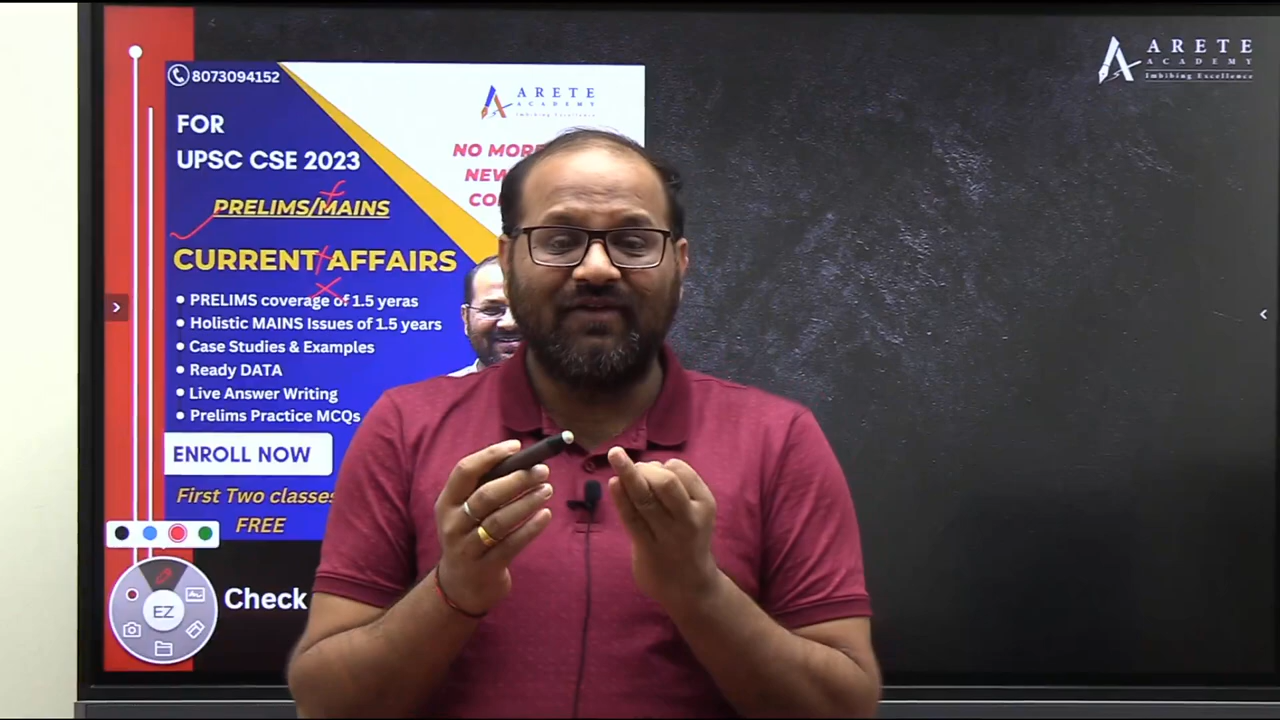 8073094152
ARETE
ACADEMY
Imbibing Excellence
FOR
UPSC CSE 2023
NO MORE
PRELIMS/MAINS
CURRENT AFFAIRS
PRELIMS coverage of 1.5 yeras
Holistic MAINS Issues of 1.5 years
Case Studies & Examples
Ready DATA
Live Answer Writing
Prelims Practice MCQs
ENROLL NOW
First Two classes
FREE
EZ
Check
ARETE
ACADEMY
Imbibing Excellence